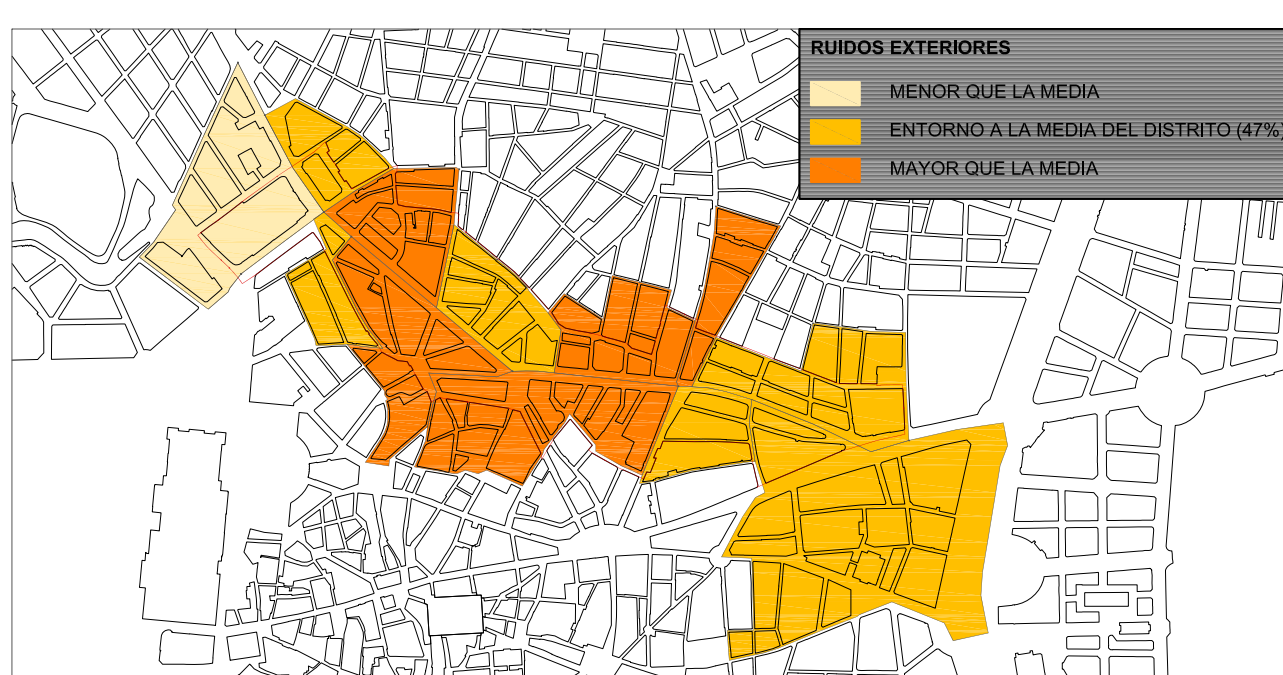 RUIDOS EXTERIORES
MENOR QUE LA MEDIA
ENTORNO A LA MEDIA DEL DISTRITO (47%)
MAYOR QUE LA MEDIA